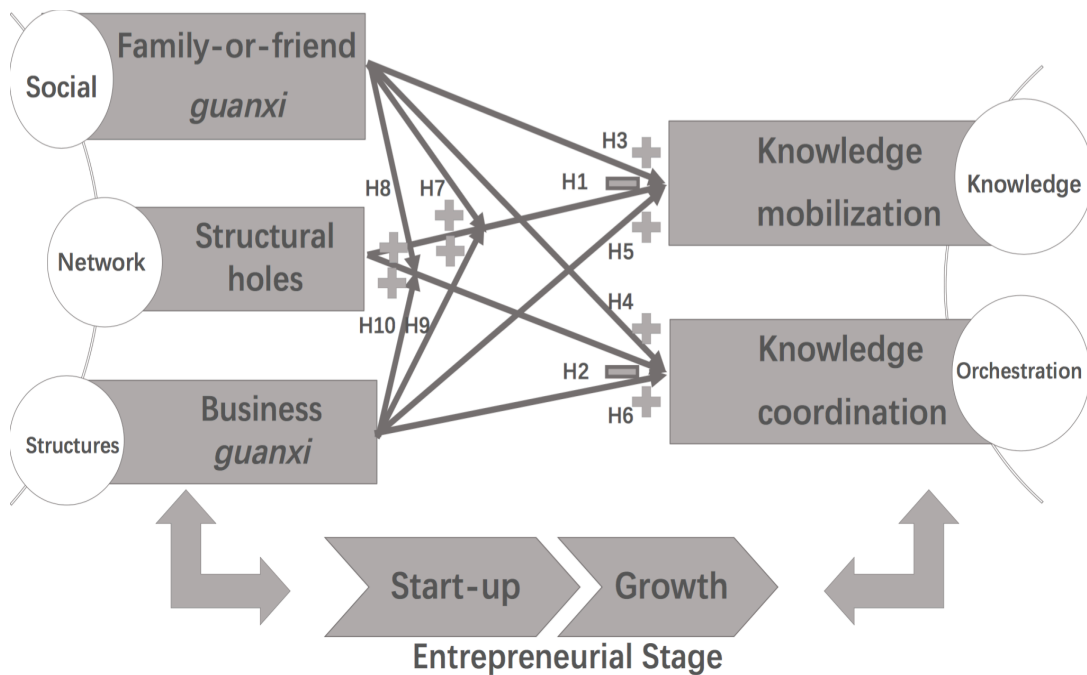 Social
Family-or-friend
guanxi
Network
Structural
holes
Structures
Business
guanxi
H8
H7
H10
H9
H3
H1
H5
H4
H2
H6
Knowledge
mobilization
Knowledge
Knowledge
coordination
Orchestration
Start-up
Growth
Entrepreneurial Stage